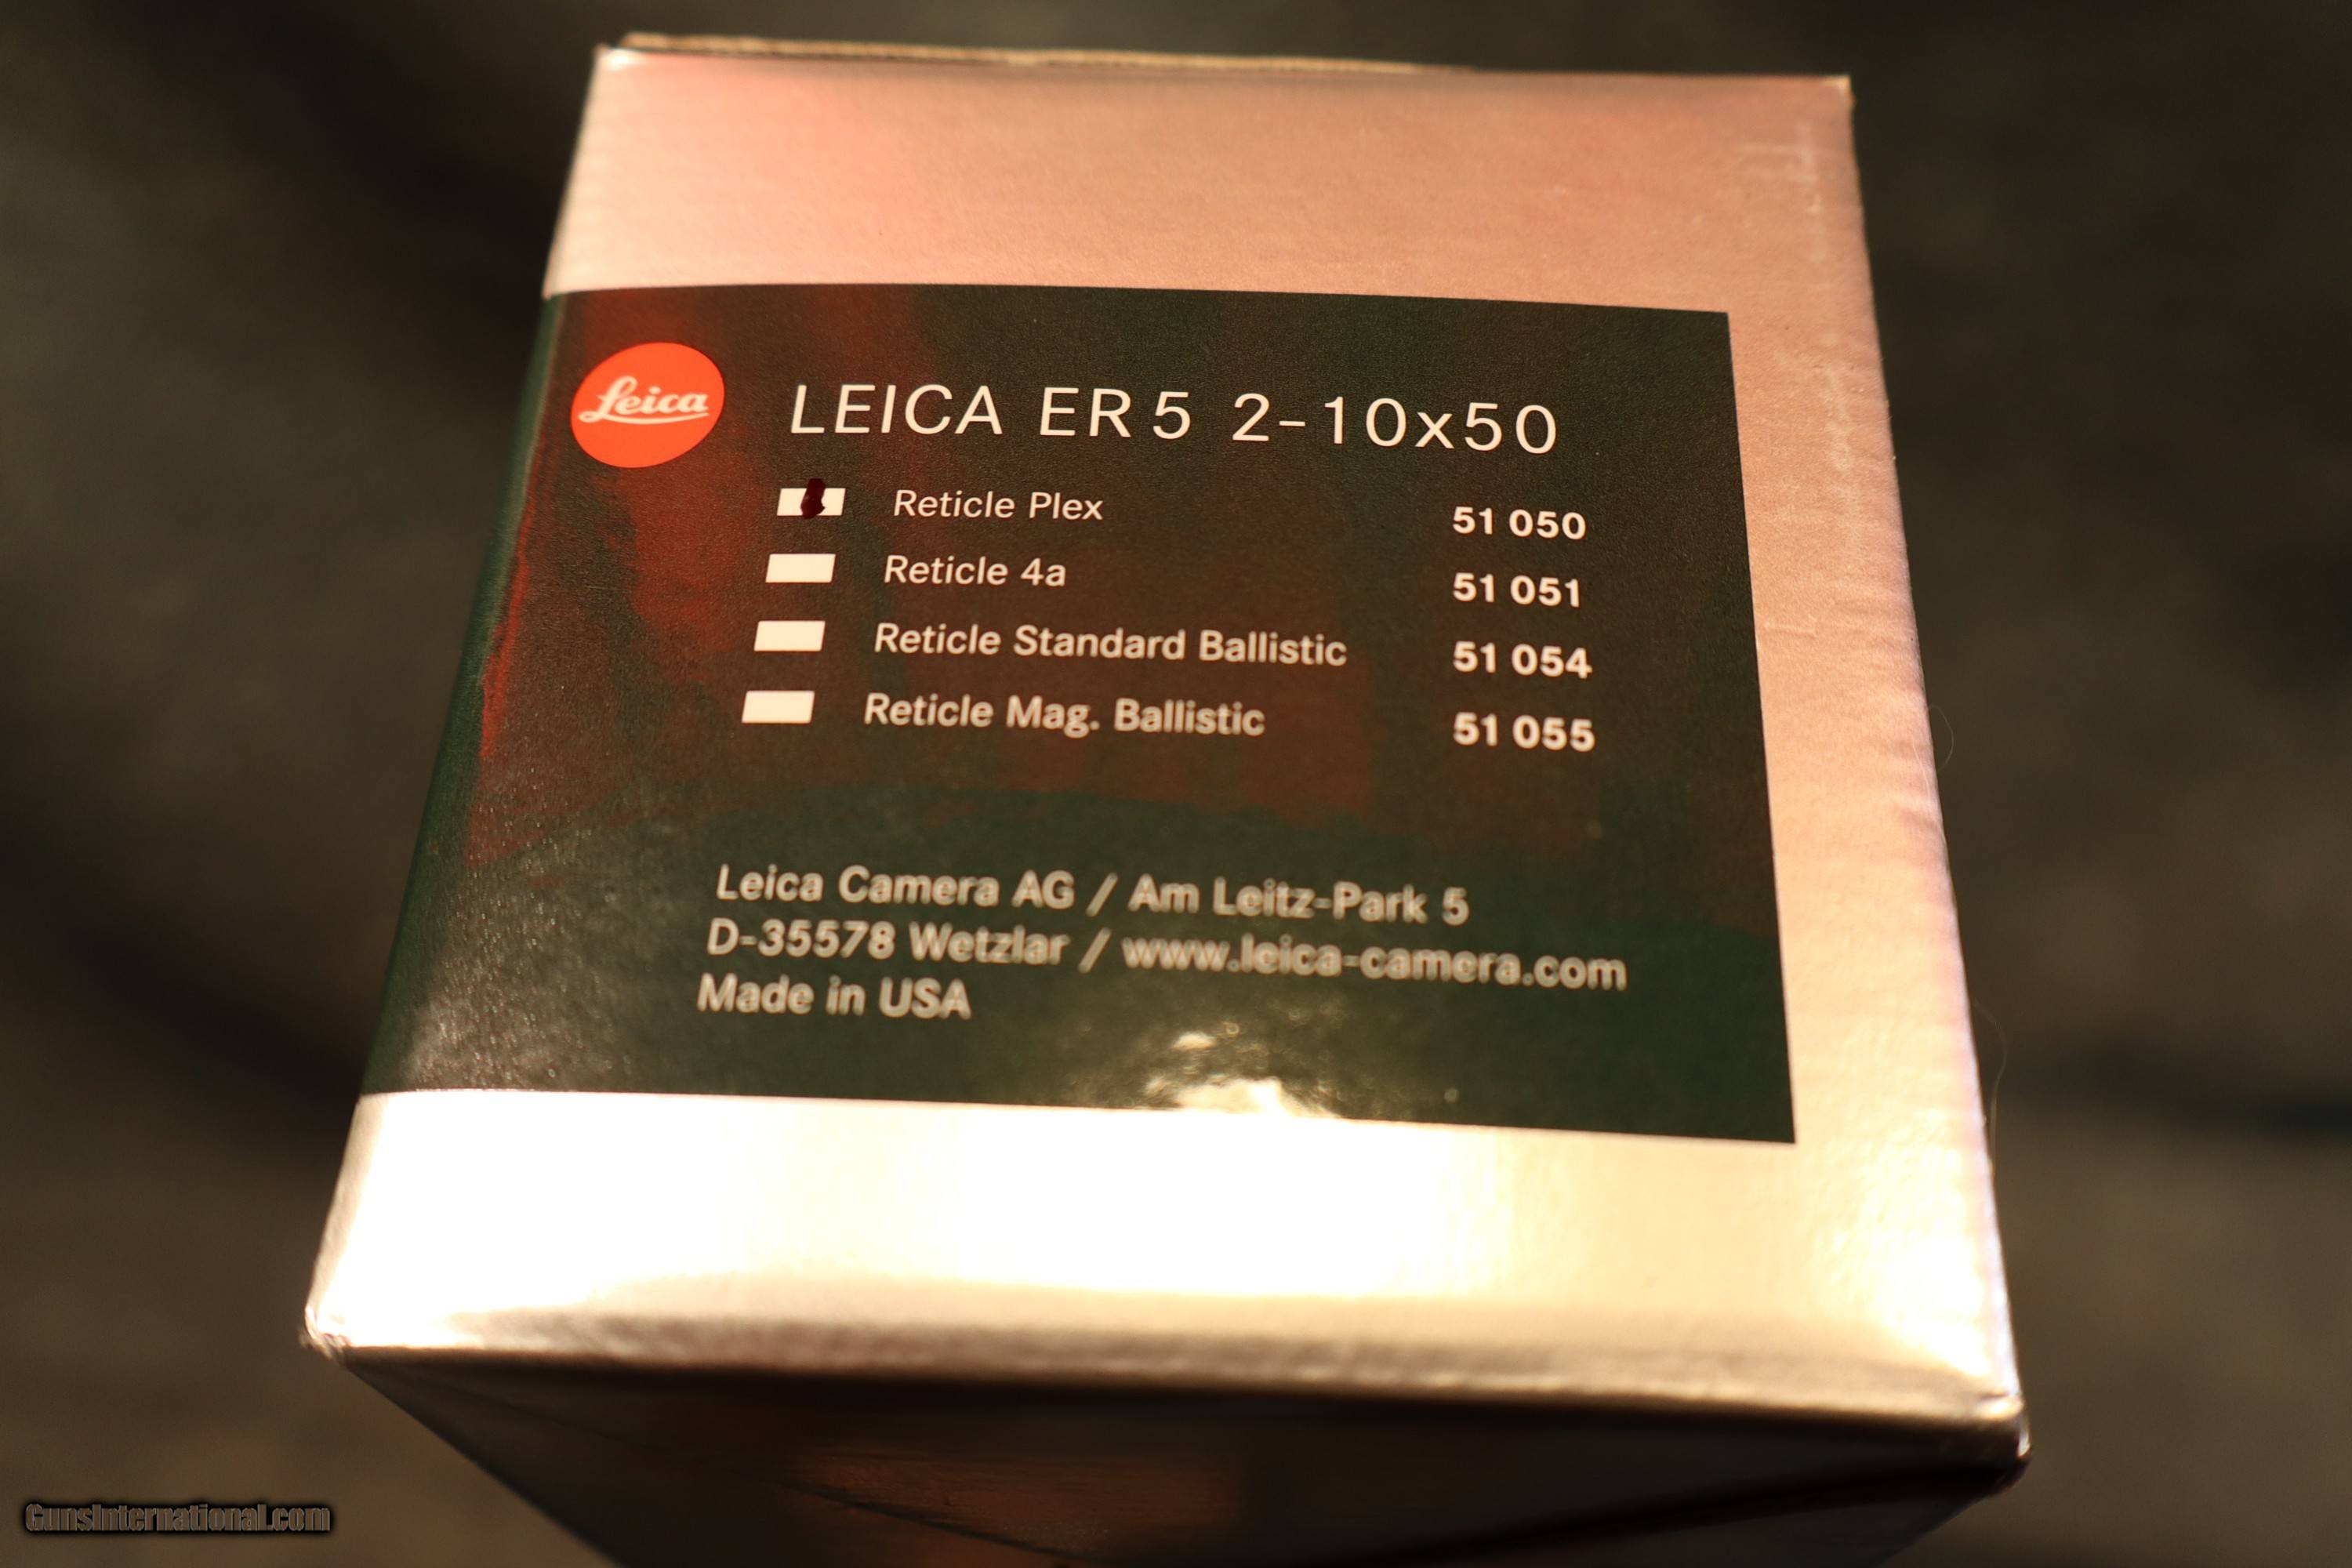 Leica
LEICA ER 5 2-10x50
Reticle Plex 51 050
Reticle 4a 51 051
Reticle Standard Ballistic 51 054
Reticle Mag. Ballistic 51 055
Leica Camera AG / Am Leitz-Park 5
D-35578 Wetzlar / www.leica-camera.com
Made in USA
GunsInternational.com